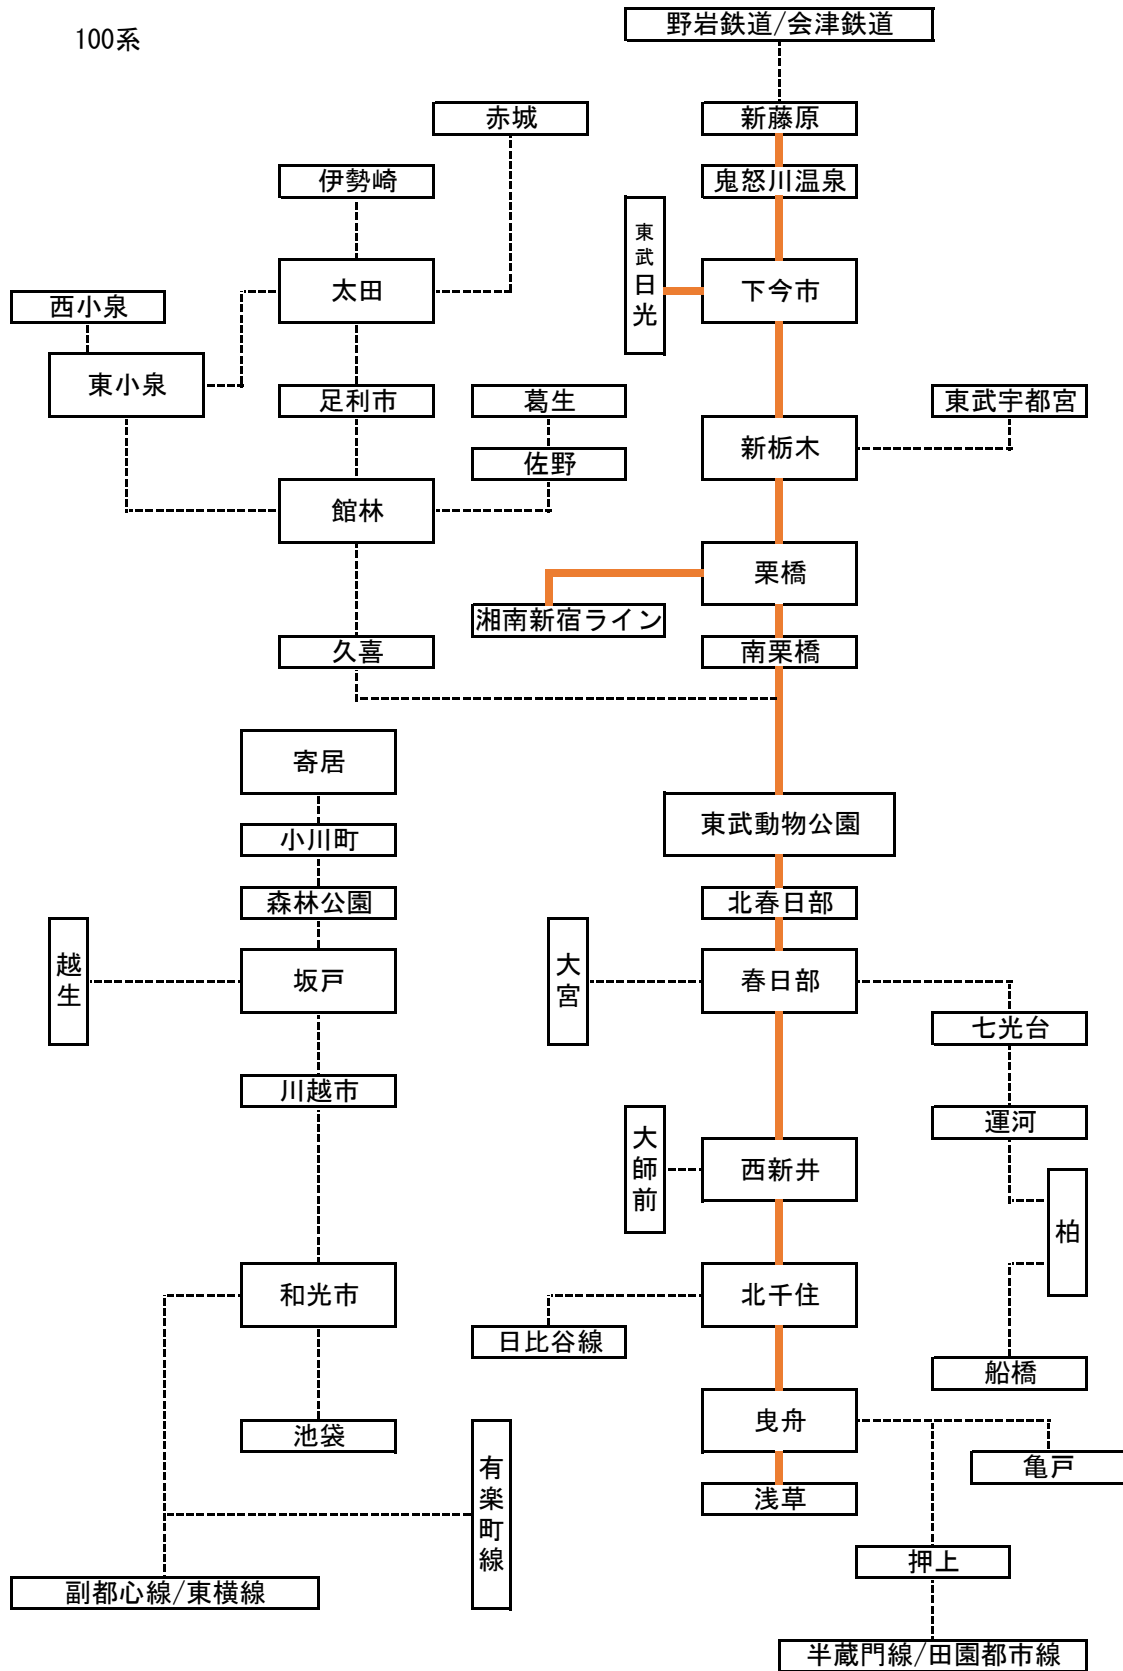 100系
野岩鉄道/会津鉄道
赤城
新藤原
伊勢崎
鬼怒川温泉
東武日光
太田
下今市
西小泉
東小泉
足利市
葛生
東武宇都宮
新栃木
佐野
館林
栗橋
湘南新宿ライン
久喜
南栗橋
寄居
東武動物公園
小川町
森林公園
北春日部
越生
坂戸
大宮
春日部
七光台
川越市
運河
大師前
西新井
柏
和光市
北千住
日比谷線
船橋
池袋
曳舟
有楽町線
亀戸
浅草
押上
副都心線/東横線
半蔵門線/田園都市線